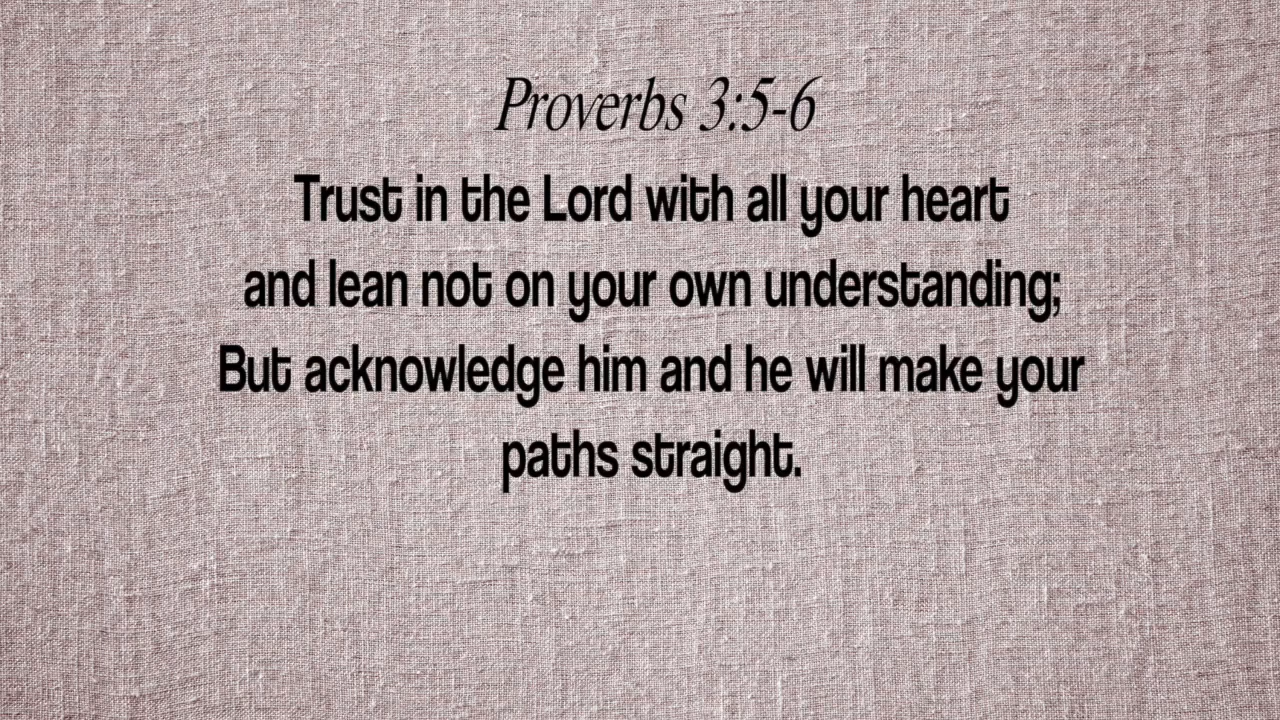 Proverbs 3:5-6
Trust in the Lord with all your heart
and lean not on your own understanding;
But acknowledge him and he will make your
paths straight.